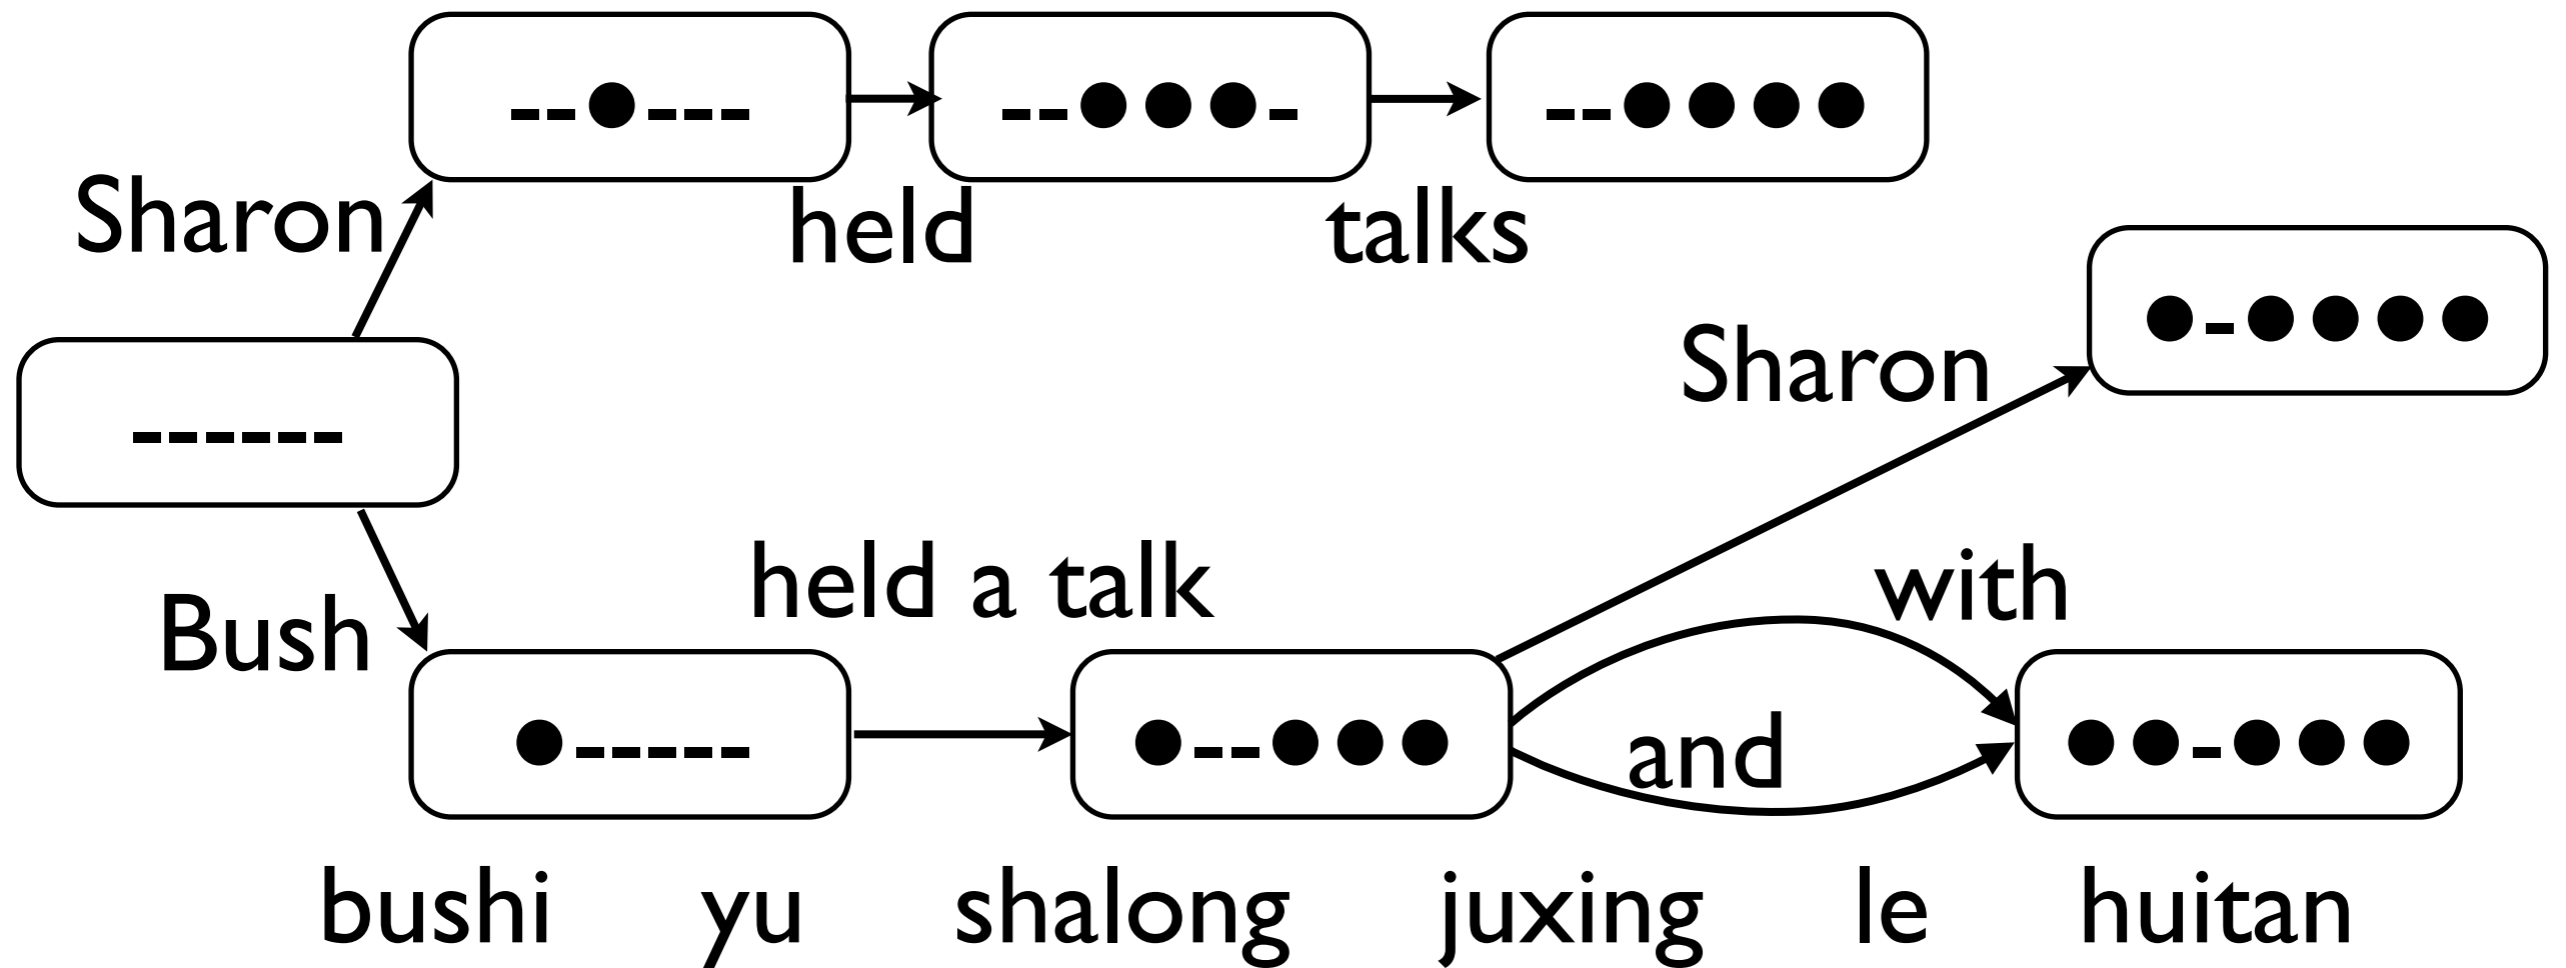 --●---
--●●●-
--●●●●
Sharon
held
talks
●-●●●●
Sharon
------
held a talk
with
Bush
●-----
●--●●●
and
●●-●●●
bushi yu shalong juxing le huitan